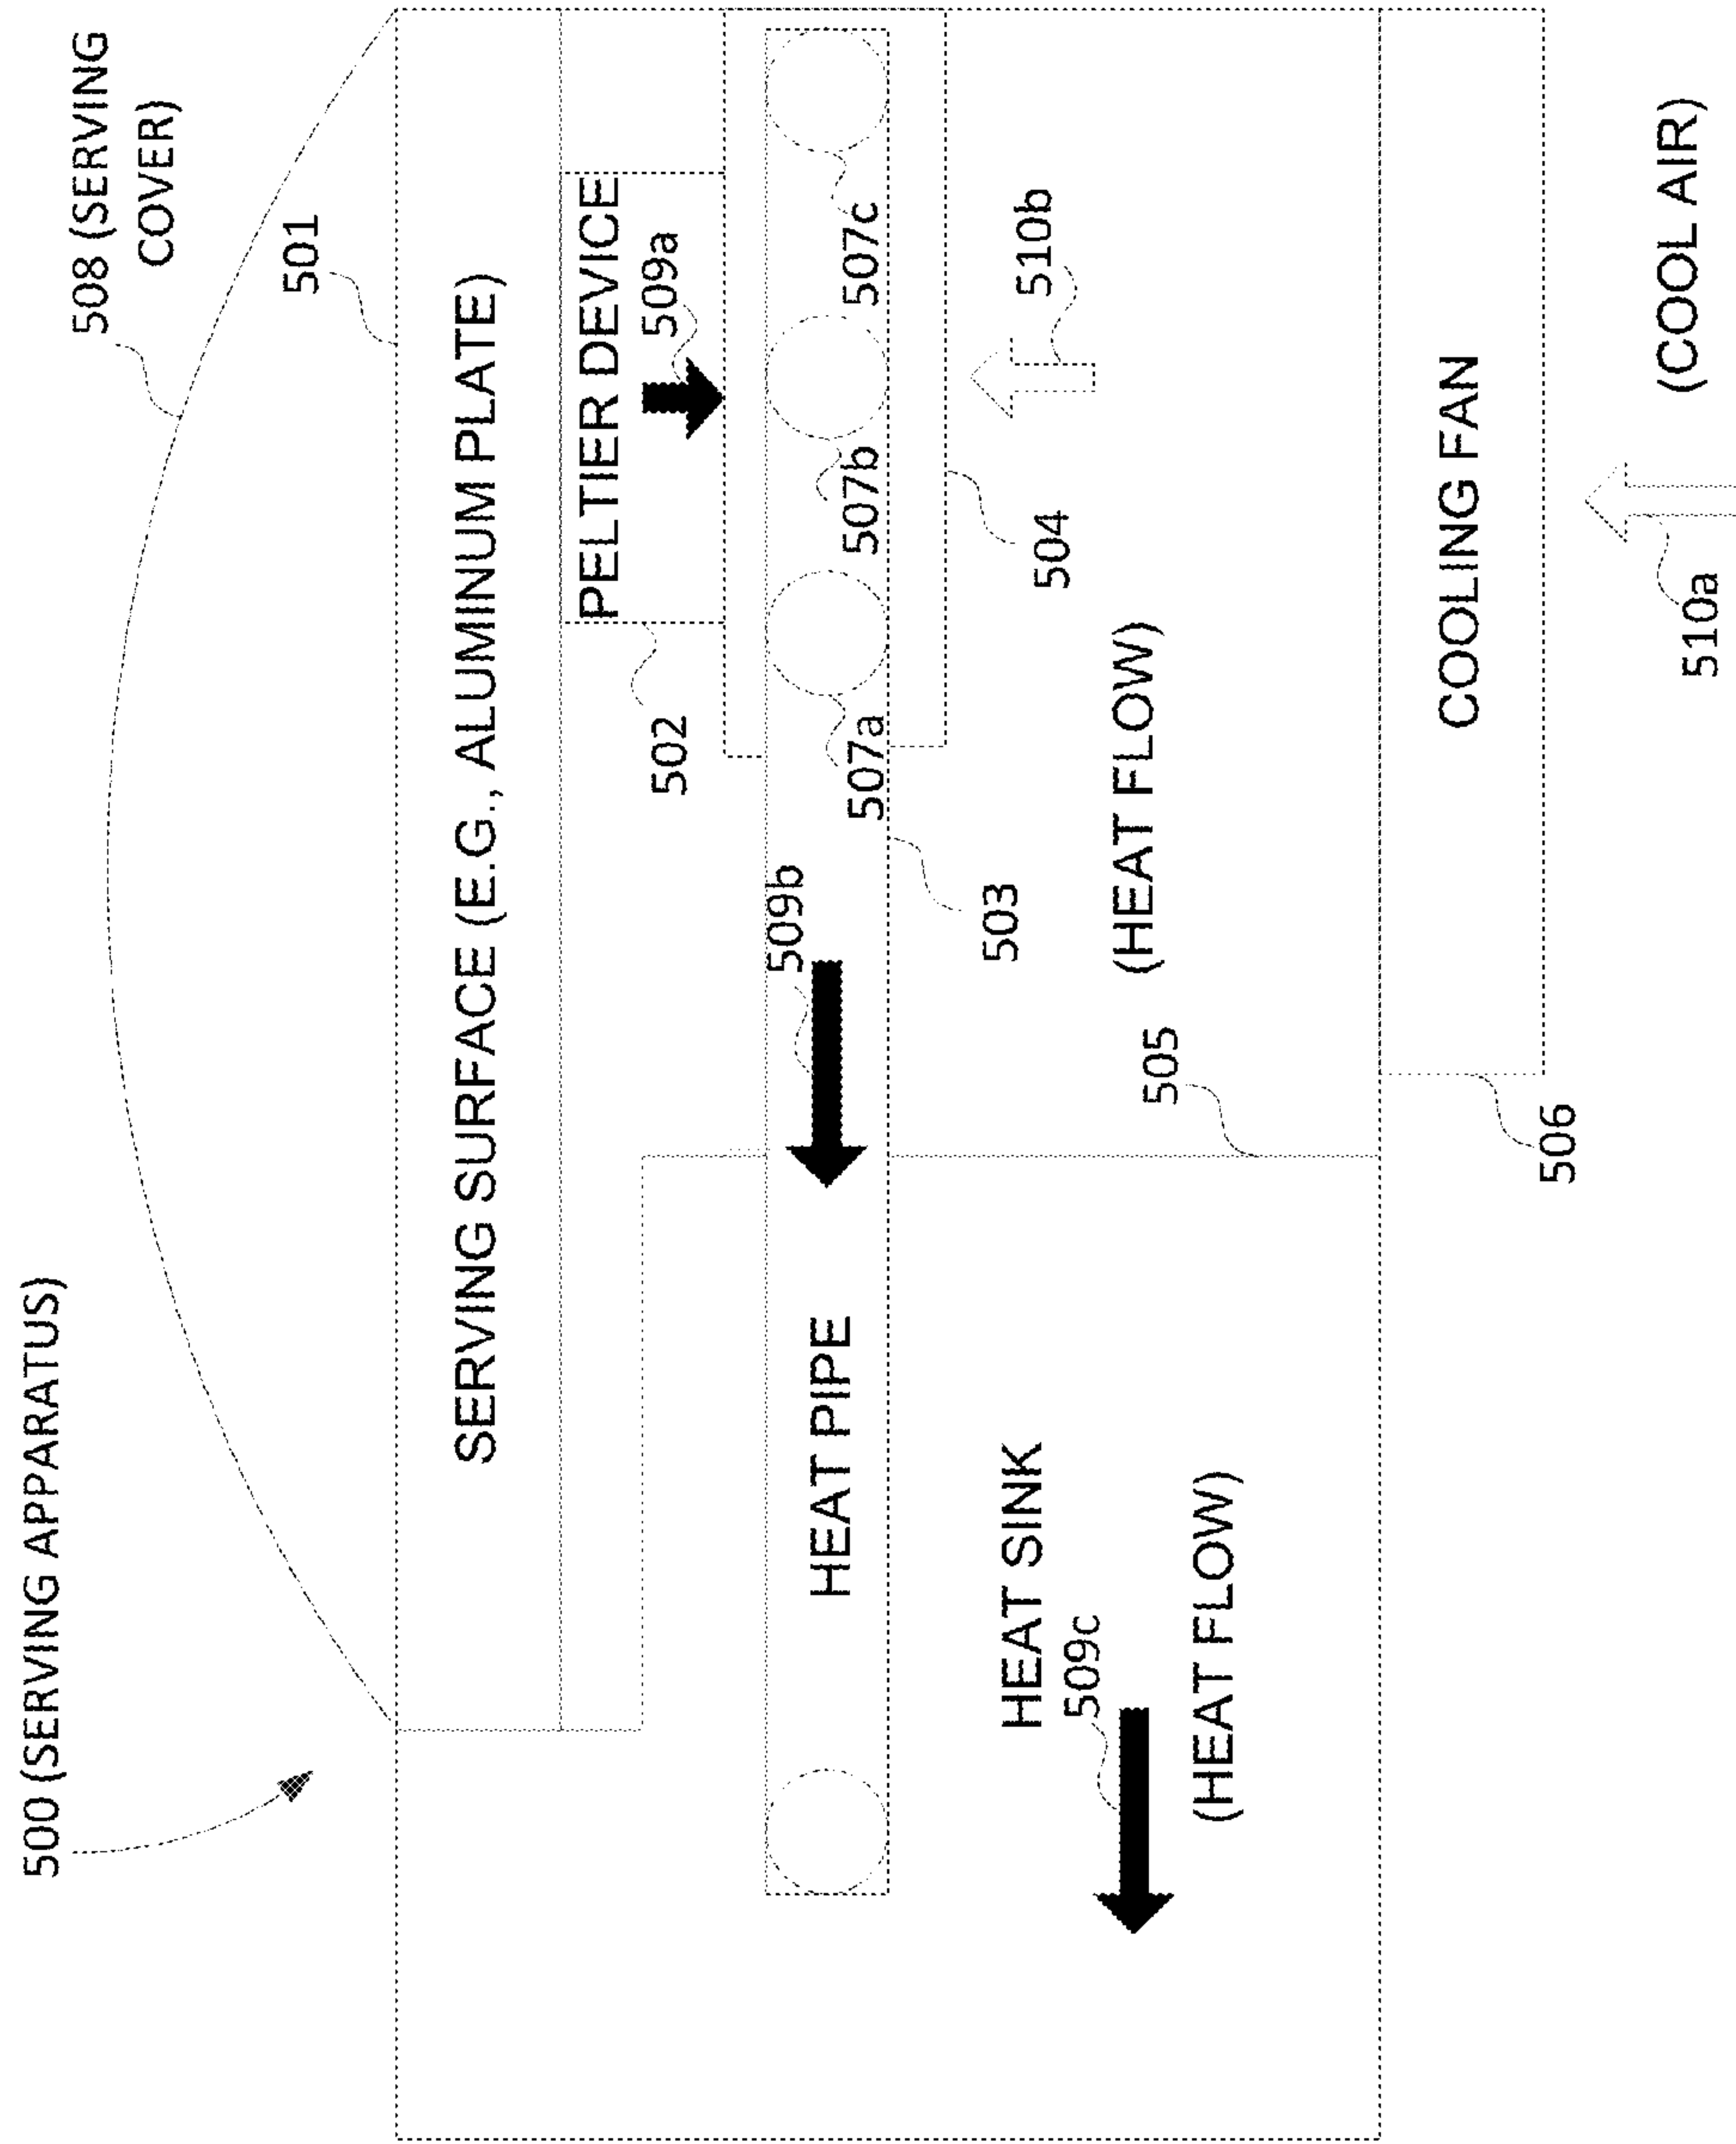 500 (SERVING APPARATUS)
508 (SERVING
COVER)
501
SERVING SURFACE (E.G., ALUMINUM PLATE)
PELTIER DEVICE
502
509a
509b
HEAT PIPE
507a
507b
507c
503
504
510b
HEAT SINK
509c
(HEAT FLOW)
(HEAT FLOW)
505
COOLING FAN
506
510a
(COOL AIR)